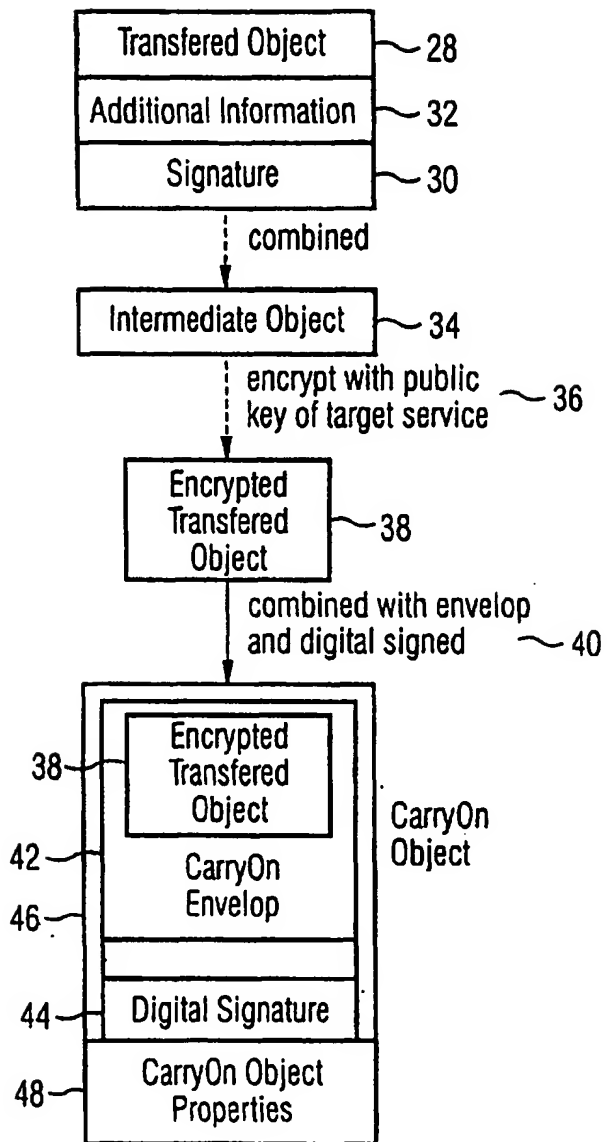 Transfered Object 28
Additional Information 32
Signature 30
combined
Intermediate Object 34
encrypt with public
key of target service 36
Encrypted
Transfered
Object
38
combined with envelop
and digital signed 40
Encrypted
Transfered
Object
38
CarryOn
Object
42
CarryOn
Envelop
46
44 Digital Signature
CarryOn Object
Properties
48